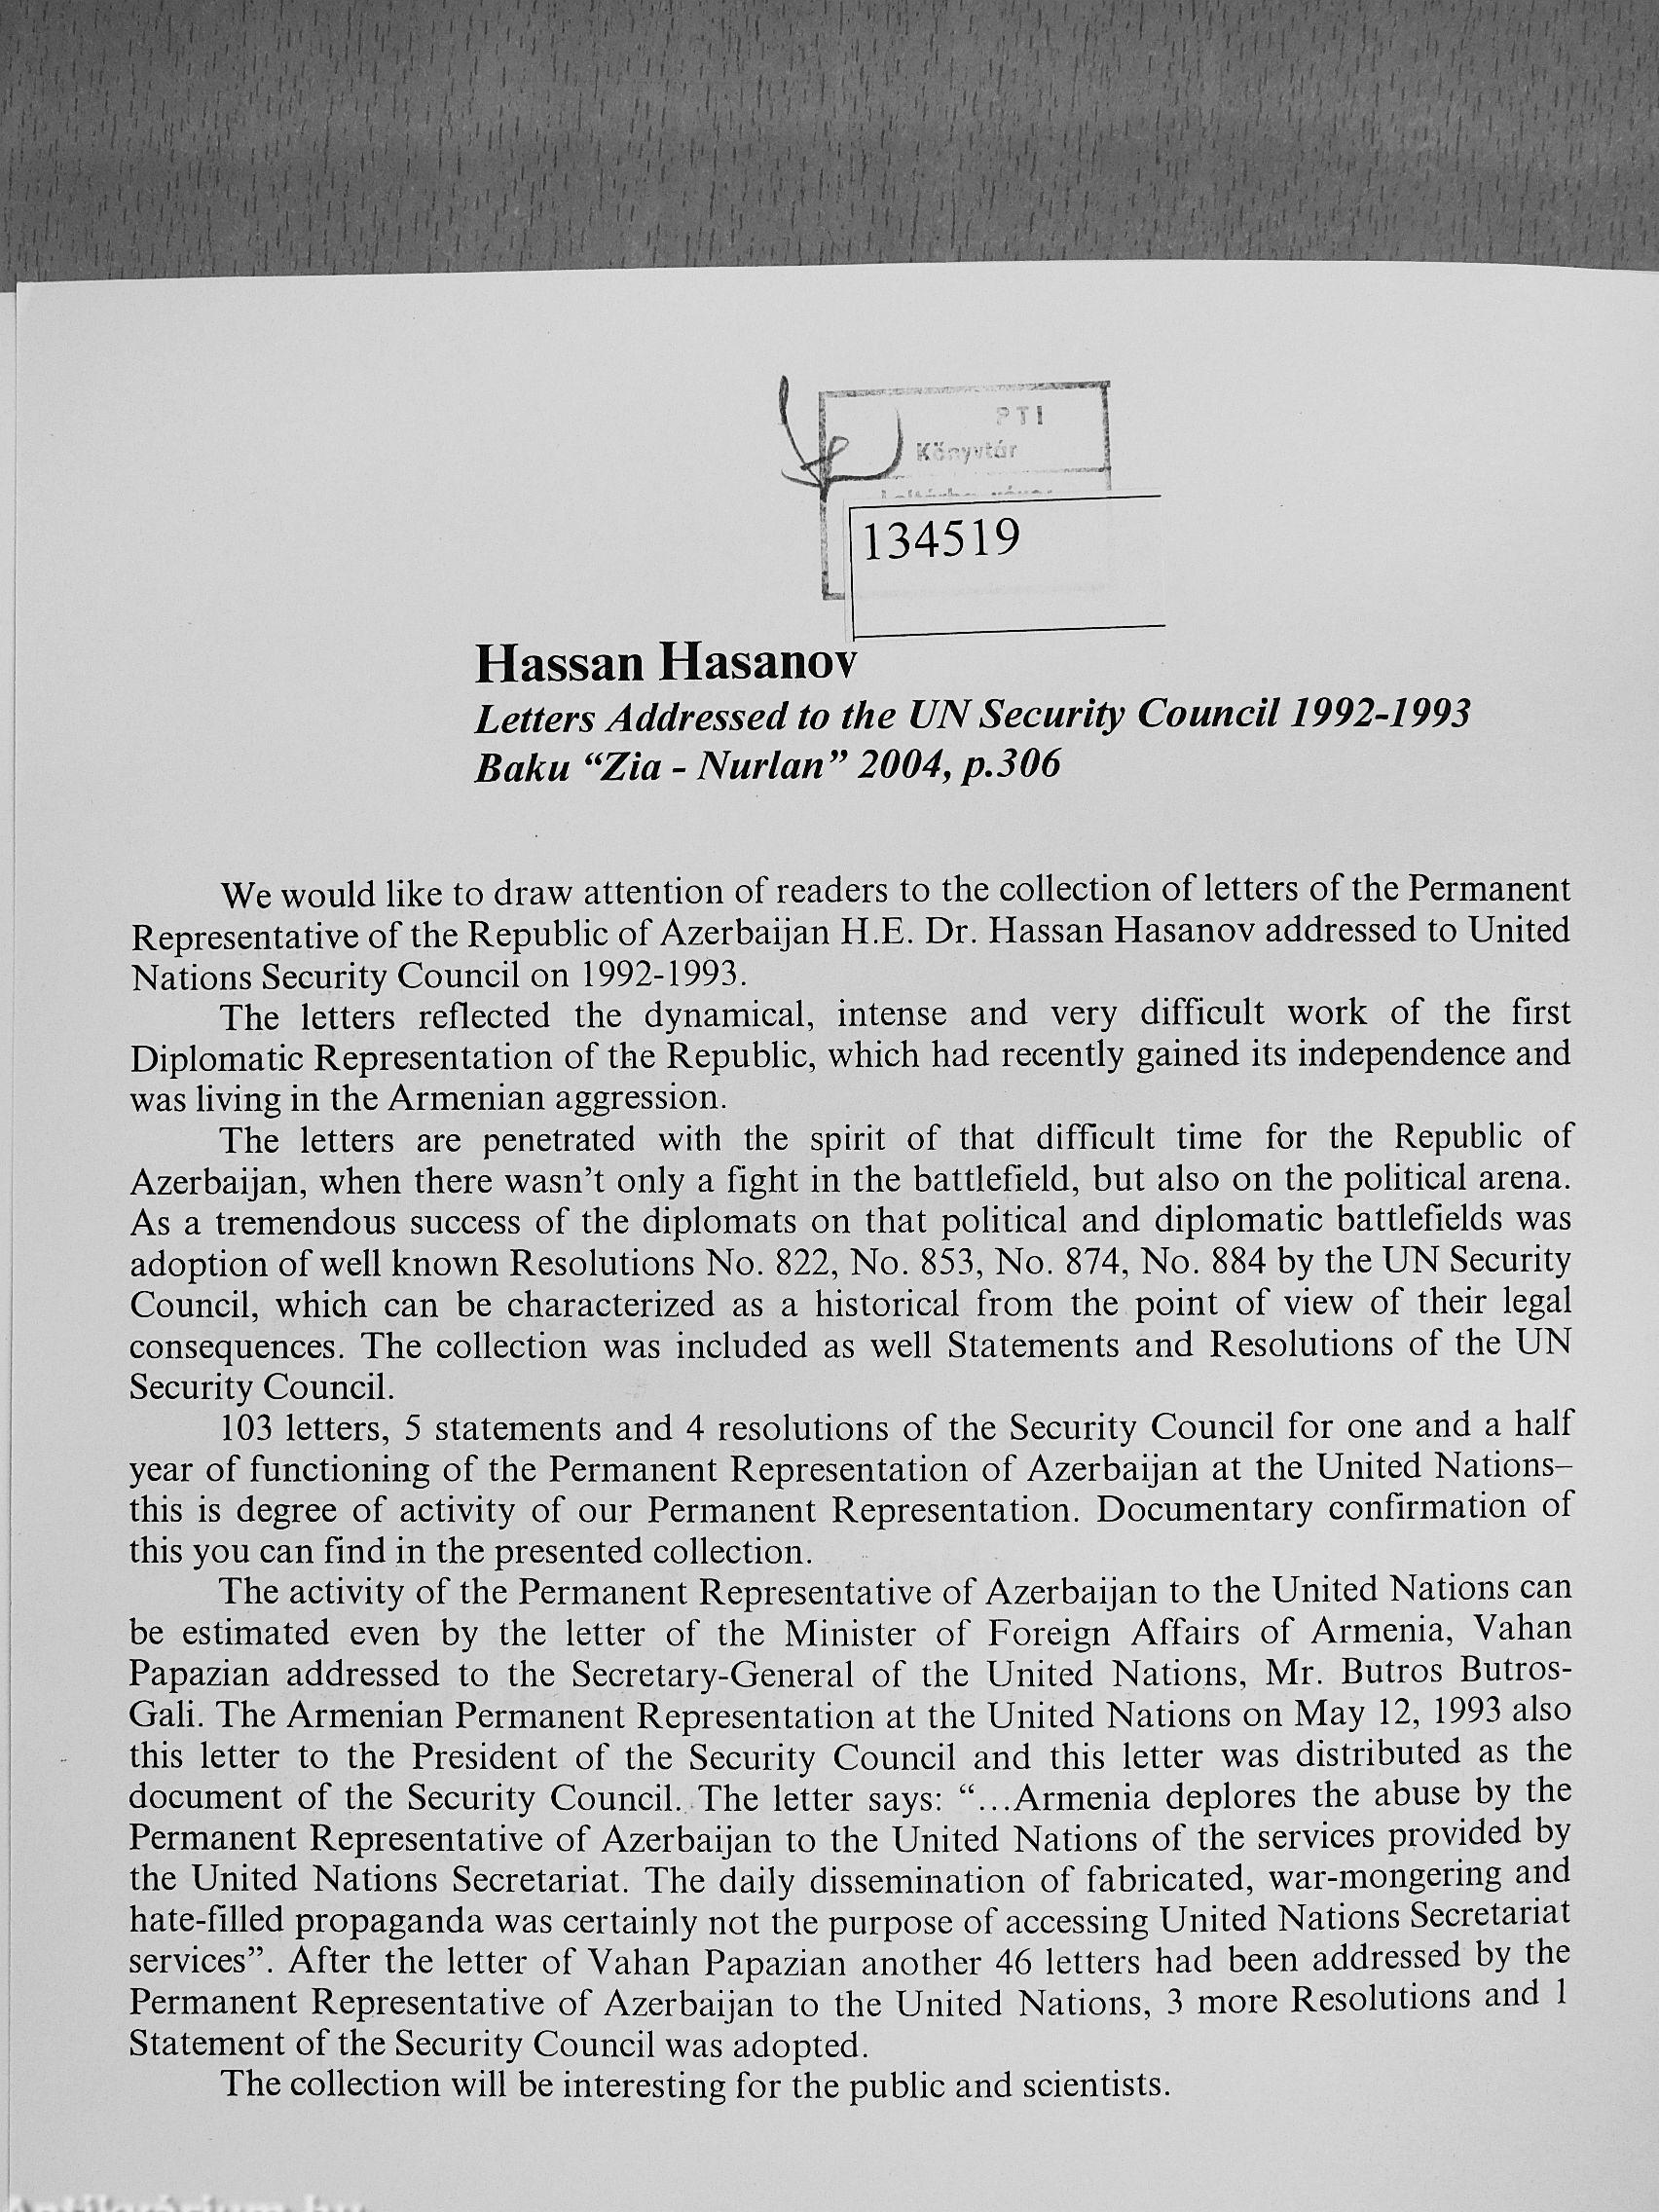 PTI
Könyvtár
134519
Hassan Hasanov
Letters Addressed to the UN Security Council 1992-1993
Baku “Zia - Nurlan” 2004, p.306
We would like to draw attention of readers to the collection of letters of the Permanent
Representative of the Republic of Azerbaijan H.E. Dr. Hassan Hasanov addressed to United
Nations Security Council on 1992-1993.
The letters reflected the dynamical, intense and very difficult work of the first
Diplomatic Representation of the Republic, which had recently gained its independence and
was living in the Armenian aggression.
The letters are penetrated with the spirit of that difficult time for the Republic of
Azerbaijan, when there wasn’t only a fight in the battlefield, but also on the political arena.
As a tremendous success of the diplomats on that political and diplomatic battlefields was
adoption of well known Resolutions No. 822, No. 853, No. 874, No. 884 by the UN Security
Council, which can be characterized as a historical from the point of view of their legal
consequences. The collection was included as well Statements and Resolutions of the UN
Security Council.
103 letters, 5 statements and 4 resolutions of the Security Council for one and a half
year of functioning of the Permanent Representation of Azerbaijan at the United Nations–
this is degree of activity of our Permanent Representation. Documentary confirmation of
this you can find in the presented collection.
The activity of the Permanent Representative of Azerbaijan to the United Nations can
be estimated even by the letter of the Minister of Foreign Affairs of Armenia, Vahan
Papazian addressed to the Secretary-General of the United Nations, Mr. Butros Butros-
Gali. The Armenian Permanent Representation at the United Nations on May 12, 1993 also
this letter to the President of the Security Council and this letter was distributed as the
document of the Security Council. The letter says: “…Armenia deplores the abuse by the
Permanent Representative of Azerbaijan to the United Nations of the services provided by
the United Nations Secretariat. The daily dissemination of fabricated, war-mongering and
hate-filled propaganda was certainly not the purpose of accessing United Nations Secretariat
services”. After the letter of Vahan Papazian another 46 letters had been addressed by the
Permanent Representative of Azerbaijan to the United Nations, 3 more Resolutions and 1
Statement of the Security Council was adopted.
The collection will be interesting for the public and scientists.